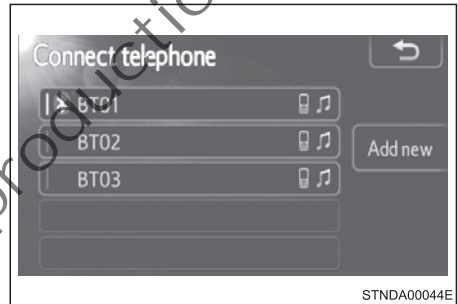 Connect telephone
BT01
BT02
BT03
Add new
STNDA00044E